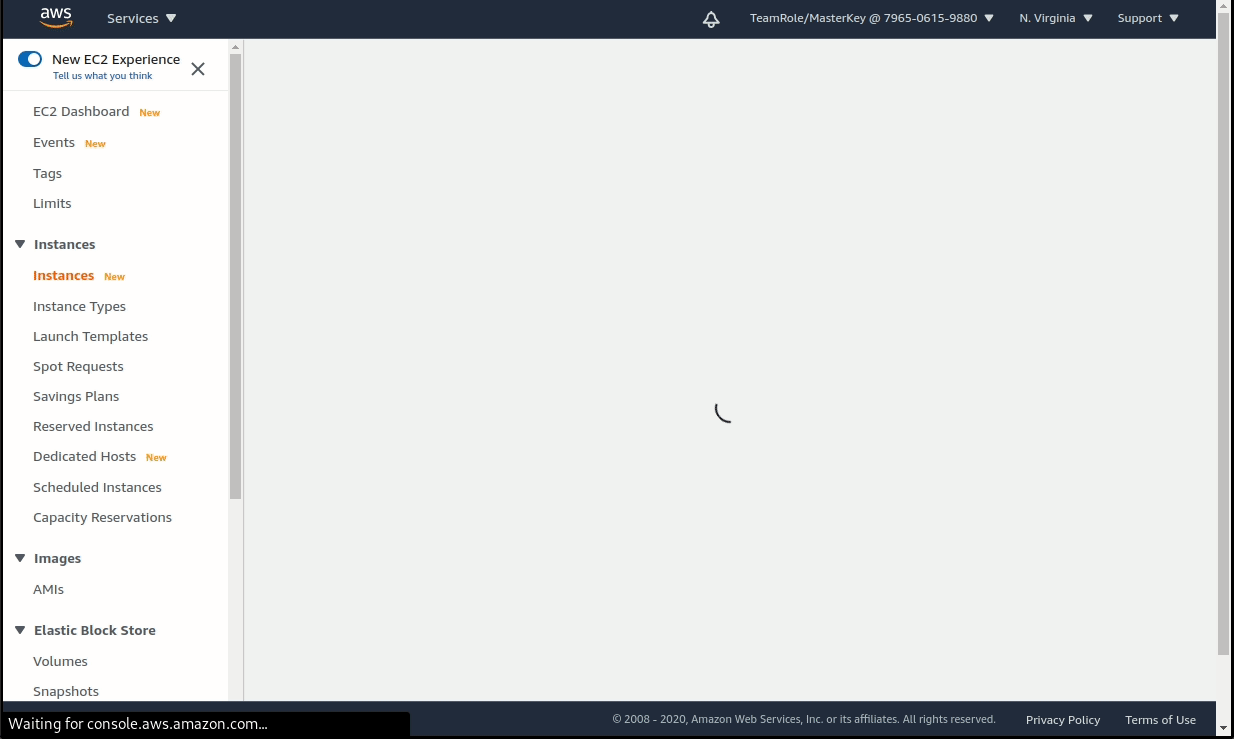 aws
Services
TeamRole/MasterKey @ 7965-0615-9880
N. Virginia
Support
New EC2 Experience
Tell us what you think
EC2 Dashboard New
Events New
Tags
Limits
Instances
Instances New
Instance Types
Launch Templates
Spot Requests
Savings Plans
Reserved Instances
Dedicated Hosts New
Scheduled Instances
Capacity Reservations
Images
AMIs
Elastic Block Store
Volumes
Snapshots
Waiting for console.aws.amazon.com...
© 2008 - 2020, Amazon Web Services, Inc. or its affiliates. All rights reserved.
Privacy Policy
Terms of Use